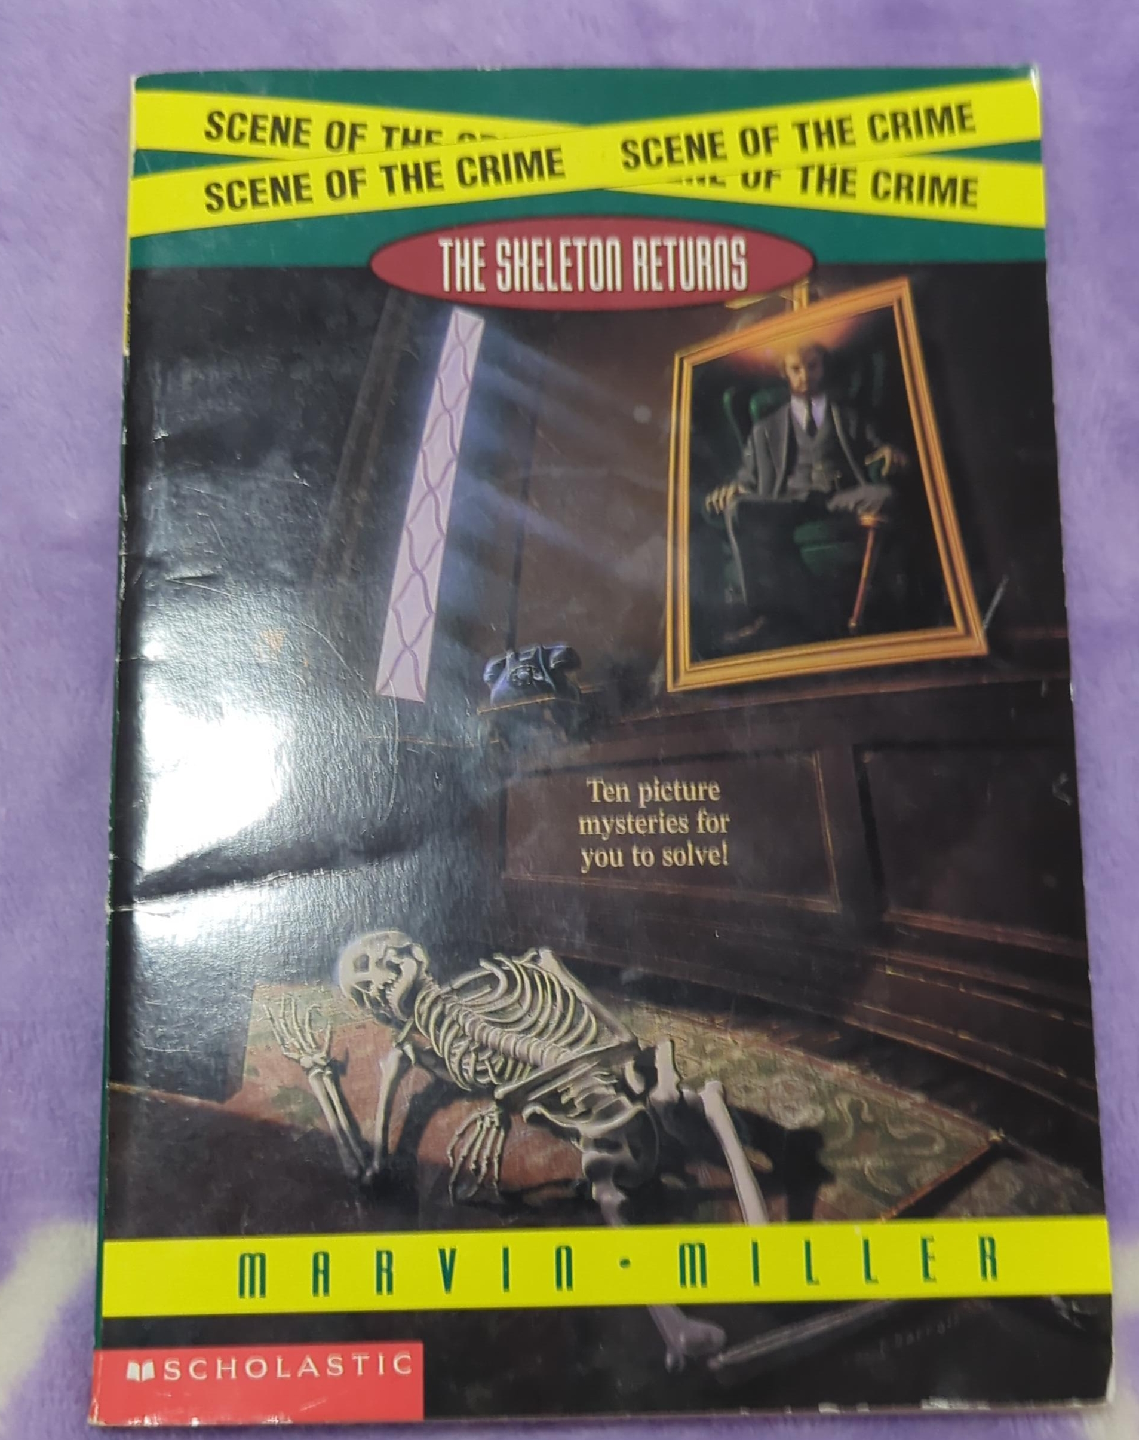 SCENE OF THE
SCENE OF THE CRIME
SCENE OF THE CRIME
OF THE CRIME
THE SKELETON RETURNS
Ten picture
mysteries for
you to solve!
MARVIN • MILLER
SCHOLASTIC